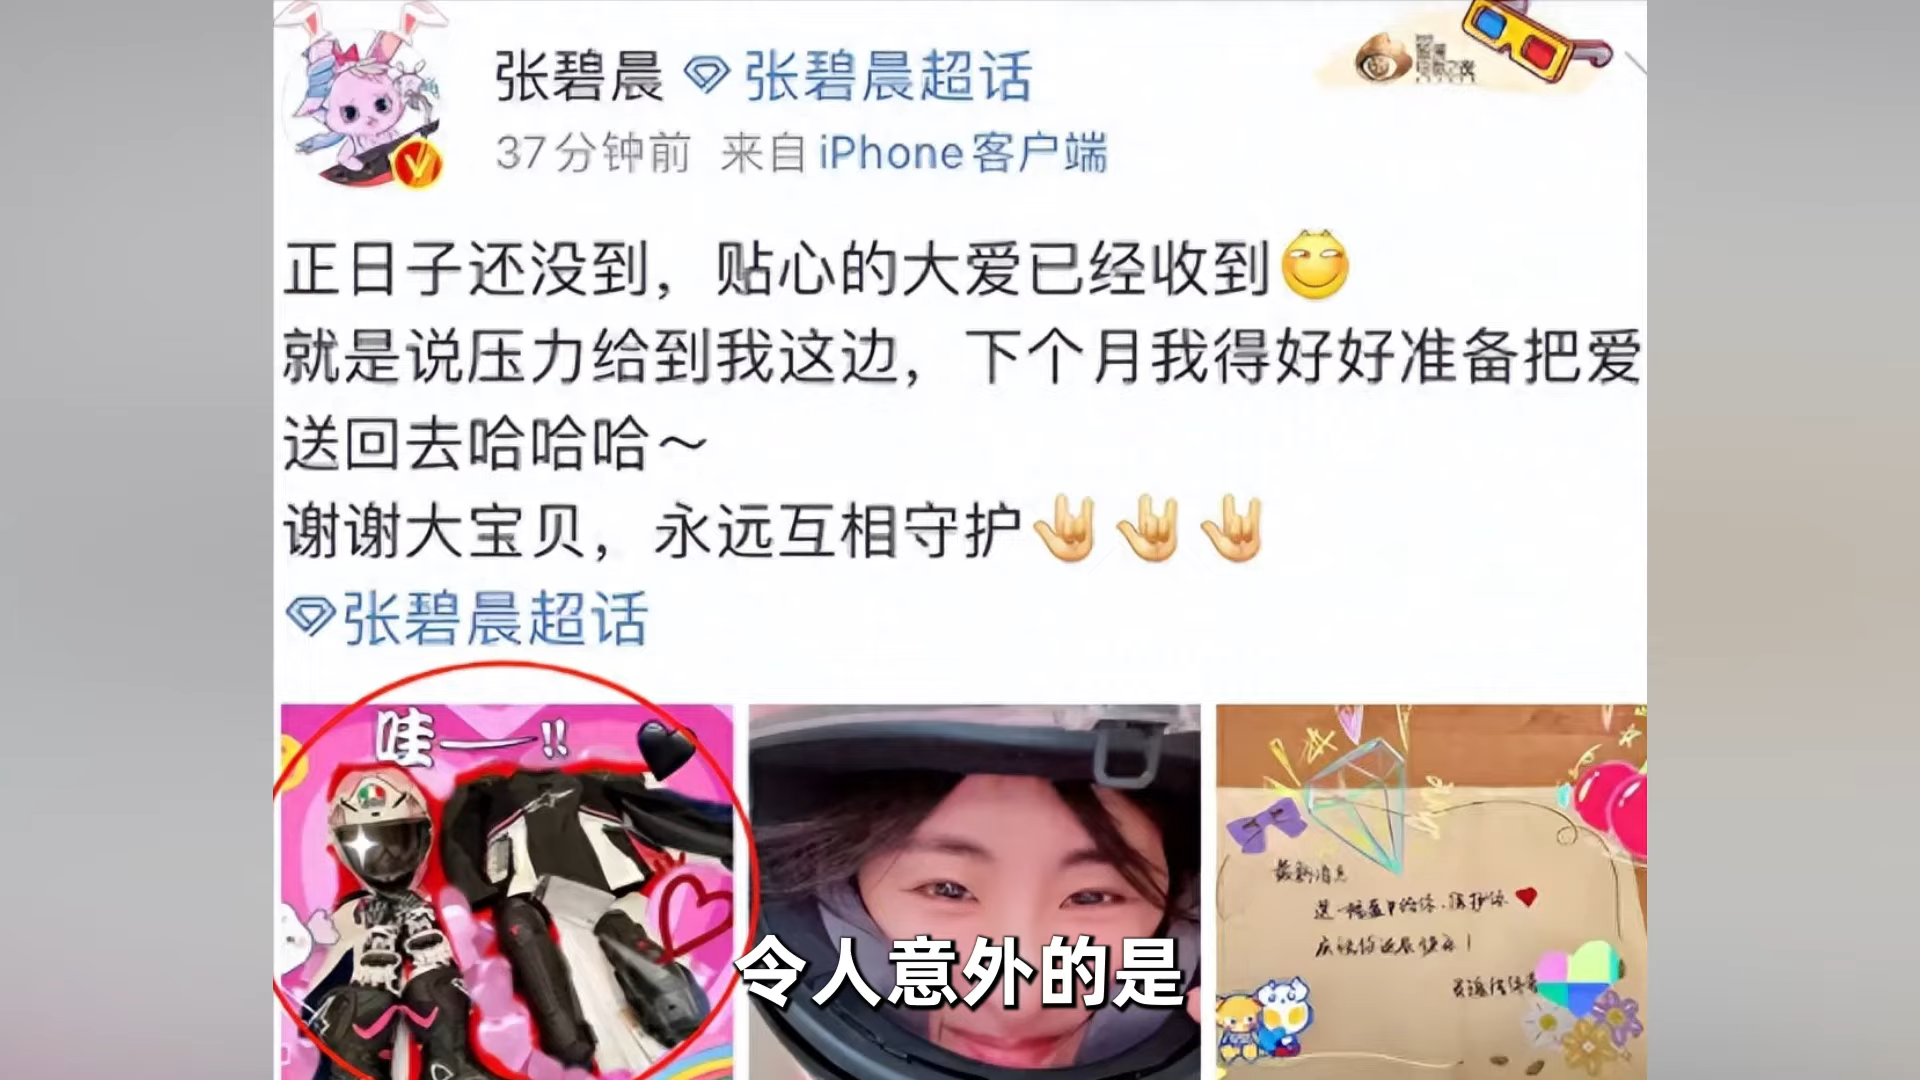 张碧晨 张碧晨超话
37分钟前 来自 iPhone客户端
正日子还没到，贴心的大爱已经收到
就是说压力给到我这边，下个月我得好好准备把爱
送回去哈哈哈～
谢谢大宝贝，永远互相守护
张碧晨超话
哇——!!
最新消息
令人意外的是